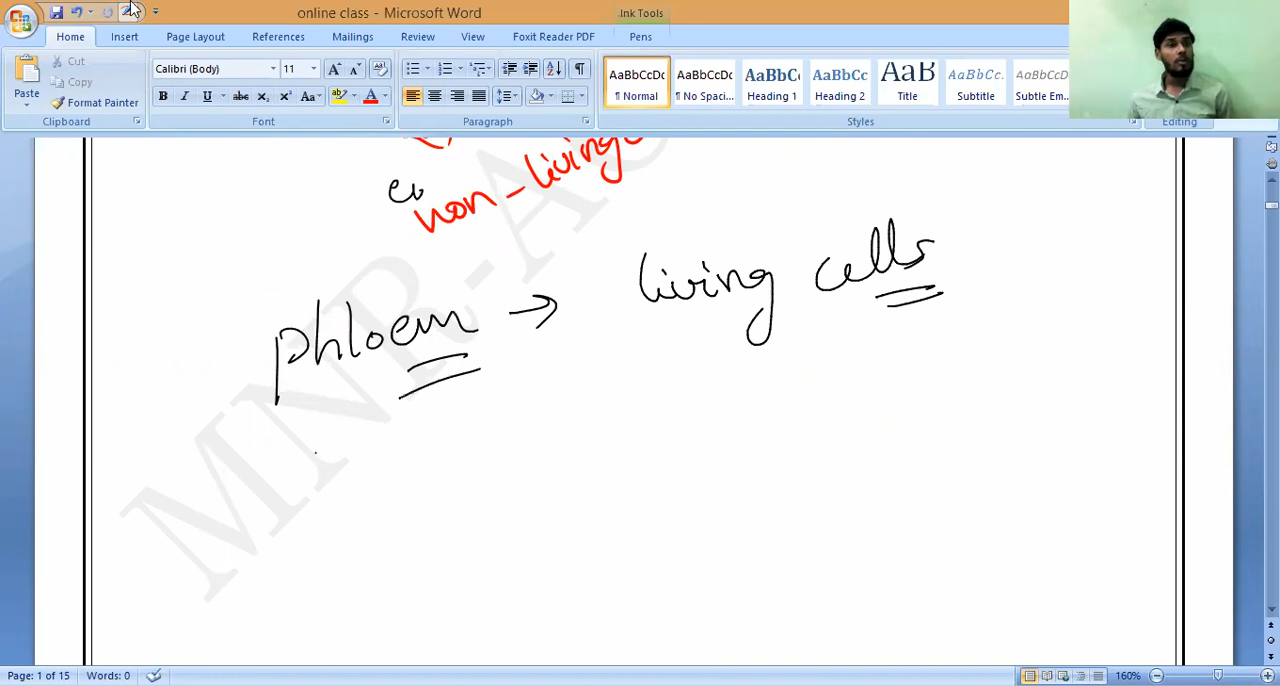 online class - Microsoft Word
Ink Tools
Home Insert Page Layout References Mailings Review View Foxit Reader PDF Pens
Paste
Cut
Copy
Format Painter
Clipboard
Calibri (Body) 11
Font
Paragraph
AaBbCcDc AaBbCcDc AaBbC AaBbCc AaB AaBbCc. AaBbCcDc
¶ Normal ¶ No Spaci... Heading 1 Heading 2 Title Subtitle Subtle Em...
Styles
Editing
non-living
living cells
Phloem →
MNR-A
Page: 1 of 15 Words: 0 160%